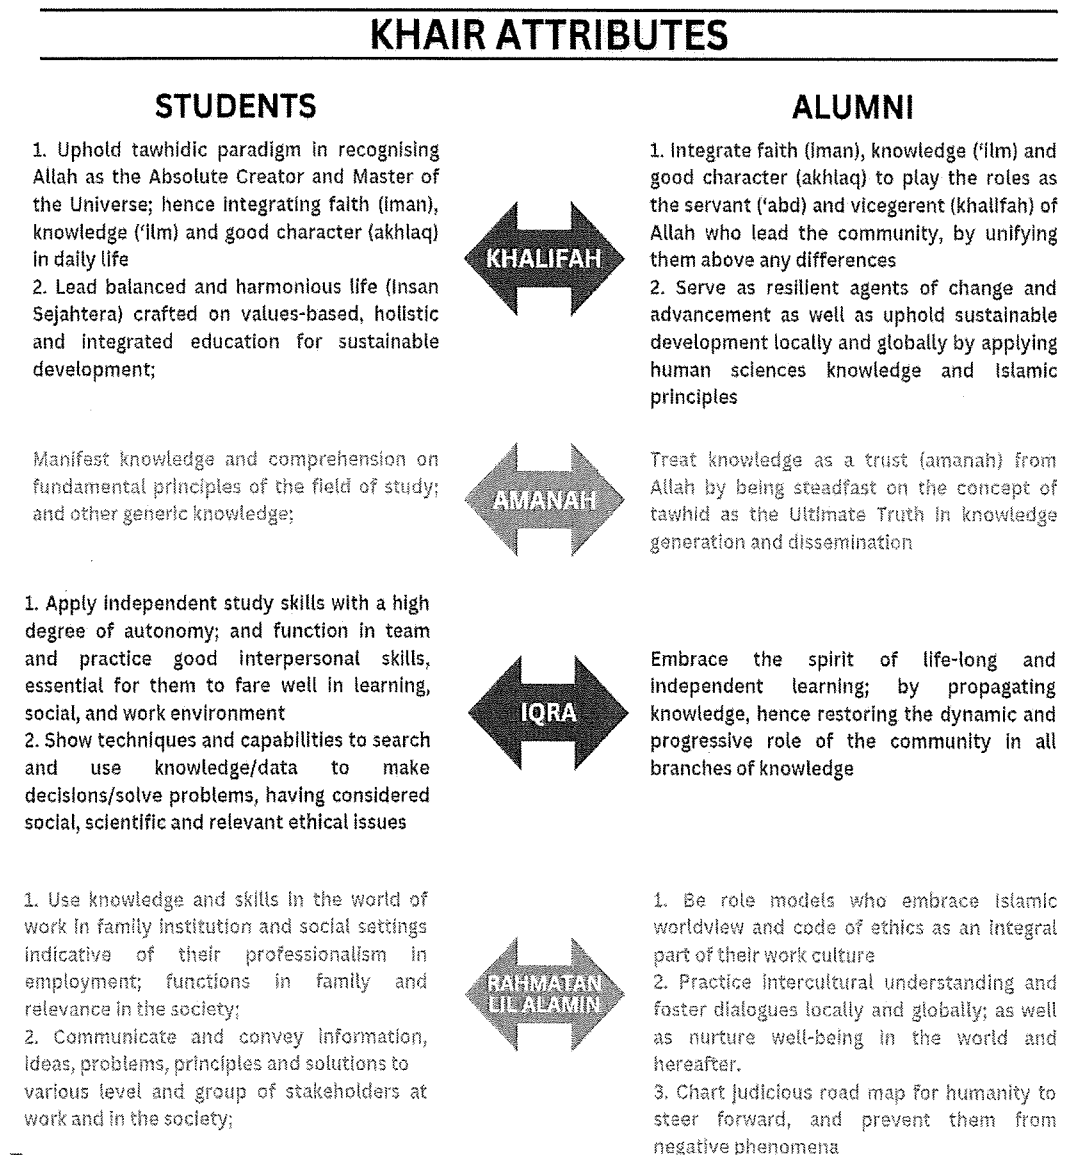 KHAIR ATTRIBUTES
STUDENTS
1. Uphold tawhidic paradigm in recognising
Allah as the Absolute Creator and Master of
the Universe; hence integrating faith (iman),
knowledge (‘ilm) and good character (akhlaq)
in daily life
2. Lead balanced and harmonious life (Insan
Sejahtera) crafted on values-based, holistic
and integrated education for sustainable
development;
KHALIFAH
ALUMNI
1. Integrate faith (iman), knowledge (‘ilm) and
good character (akhlaq) to play the roles as
the servant (‘abd) and vicegerent (khalifah) of
Allah who lead the community, by unifying
them above any differences
2. Serve as resilient agents of change and
advancement as well as uphold sustainable
development locally and globally by applying
human sciences knowledge and Islamic
principles
Manifest knowledge and comprehension on
fundamental principles of the field of study;
and other generic knowledge;
AMANAH
Treat knowledge as a trust (amanah) from
Allah by being steadfast on the concept of
tawhid as the Ultimate Truth in knowledge
generation and dissemination
1. Apply independent study skills with a high
degree of autonomy; and function in team
and practice good interpersonal skills,
essential for them to fare well in learning,
social, and work environment
2. Show techniques and capabilities to search
and use knowledge/data to make
decisions/solve problems, having considered
social, scientific and relevant ethical issues
IQRA
Embrace the spirit of life-long and
independent learning; by propagating
knowledge, hence restoring the dynamic and
progressive role of the community in all
branches of knowledge
1. Use knowledge and skills in the world of
work in family institution and social settings
indicative of their professionalism in
employment; functions in family and
relevance in the society;
2. Communicate and convey information,
ideas, problems, principles and solutions to
various level and group of stakeholders at
work and in the society;
RAHMATAN
LIL ALAMIN
1. Be role models who embrace Islamic
worldview and code of ethics as an integral
part of their work culture
2. Practice intercultural understanding and
foster dialogues locally and globally; as well
as nurture well-being in the world and
hereafter.
3. Chart judicious road map for humanity to
steer forward, and prevent them from
negative phenomena